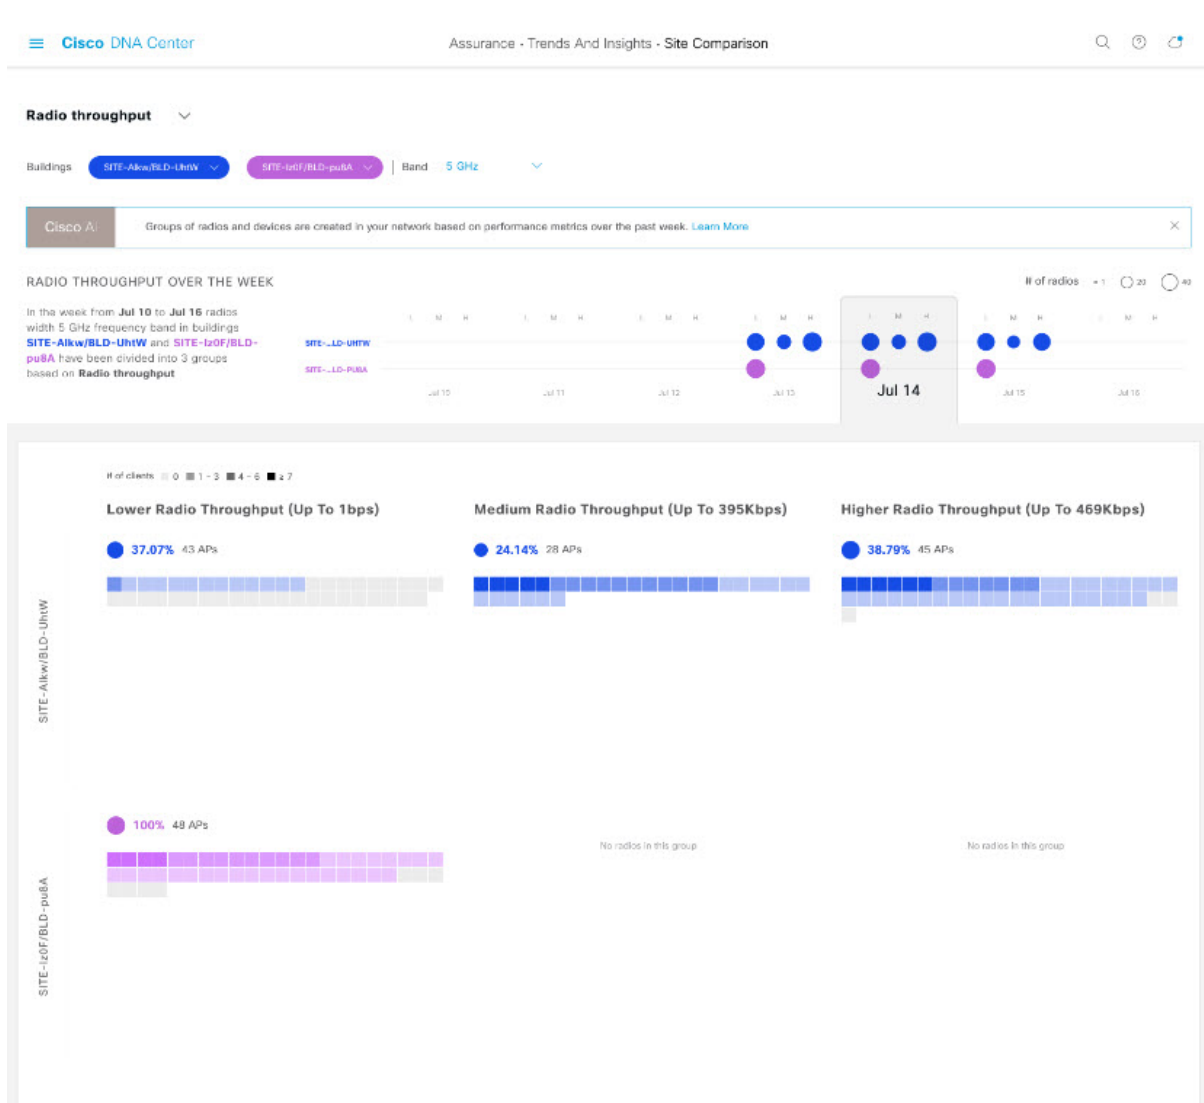 Cisco DNA Center
Assurance · Trends And Insights · Site Comparison
Radio throughput
Buildings SITE-Alkw/BLD-UhtW SITE-Iz0F/BLD-pu8A | Band 5 GHz
Cisco AI Groups of radios and devices are created in your network based on performance metrics over the past week. Learn More
RADIO THROUGHPUT OVER THE WEEK
# of radios 1 20 40
In the week from Jul 10 to Jul 16 radios
width 5 GHz frequency band in buildings
SITE-Alkw/BLD-UhtW and SITE-Iz0F/BLD-
pu8A have been divided into 3 groups
based on Radio throughput
L M H L M H L M H L M H L M H L M H L M H
SITE-...LD-UHTW
SITE-...LD-PU8A
Jul 10 Jul 11 Jul 12 Jul 13 Jul 14 Jul 15 Jul 16
# of clients 0 1 - 3 4 - 6 ≥ 7
Lower Radio Throughput (Up To 1bps) Medium Radio Throughput (Up To 395Kbps) Higher Radio Throughput (Up To 469Kbps)
SITE-Alkw/BLD-UhtW
37.07% 43 APs 24.14% 28 APs 38.79% 45 APs
SITE-Iz0F/BLD-pu8A
100% 48 APs
No radios in this group No radios in this group